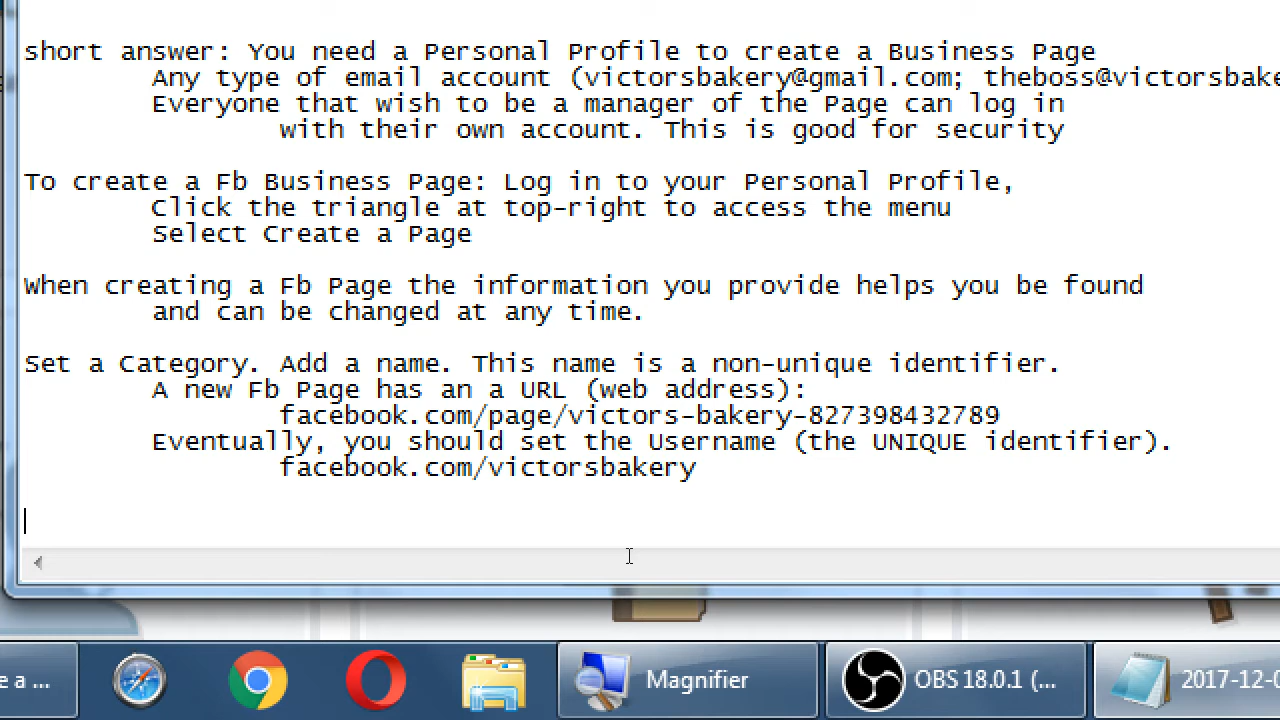 short answer: You need a Personal Profile to create a Business Page
Any type of email account (victorsbakery@gmail.com; theboss@victorsbake
Everyone that wish to be a manager of the Page can log in
with their own account. This is good for security
To create a Fb Business Page: Log in to your Personal Profile,
Click the triangle at top-right to access the menu
Select Create a Page
When creating a Fb Page the information you provide helps you be found
and can be changed at any time.
Set a Category. Add a name. This name is a non-unique identifier.
A new Fb Page has an a URL (web address):
facebook.com/page/victors-bakery-827398432789
Eventually, you should set the Username (the UNIQUE identifier).
facebook.com/victorsbakery
e a ... Magnifier OBS 18.0.1 (... 2017-12-0